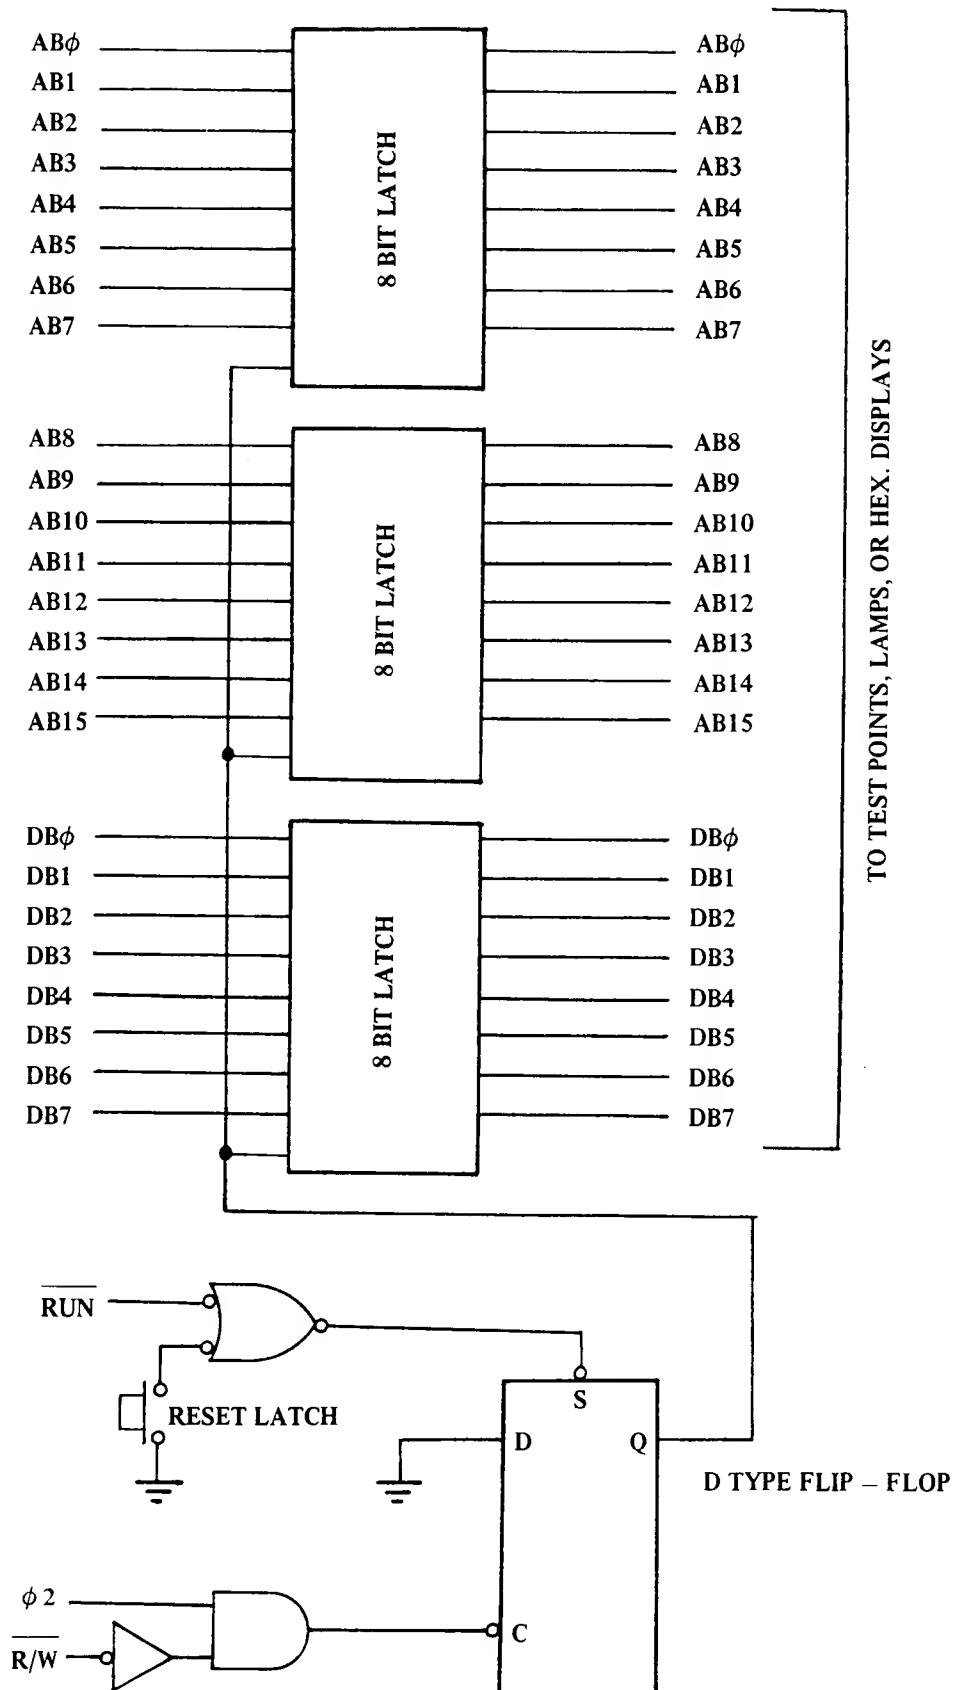 ABϕ ABϕ
AB1 AB1
AB2 AB2
AB3 AB3
AB4 AB4
AB5 AB5
AB6 AB6
AB7 AB7
8 BIT LATCH
AB8 AB8
AB9 AB9
AB10 AB10
AB11 AB11
AB12 AB12
AB13 AB13
AB14 AB14
AB15 AB15
8 BIT LATCH
DBϕ DBϕ
DB1 DB1
DB2 DB2
DB3 DB3
DB4 DB4
DB5 DB5
DB6 DB6
DB7 DB7
8 BIT LATCH
TO TEST POINTS, LAMPS, OR HEX. DISPLAYS
R̅U̅N̅
RESET LATCH
S
D Q
D TYPE FLIP – FLOP
ϕ 2
C
R̅/̅W̅